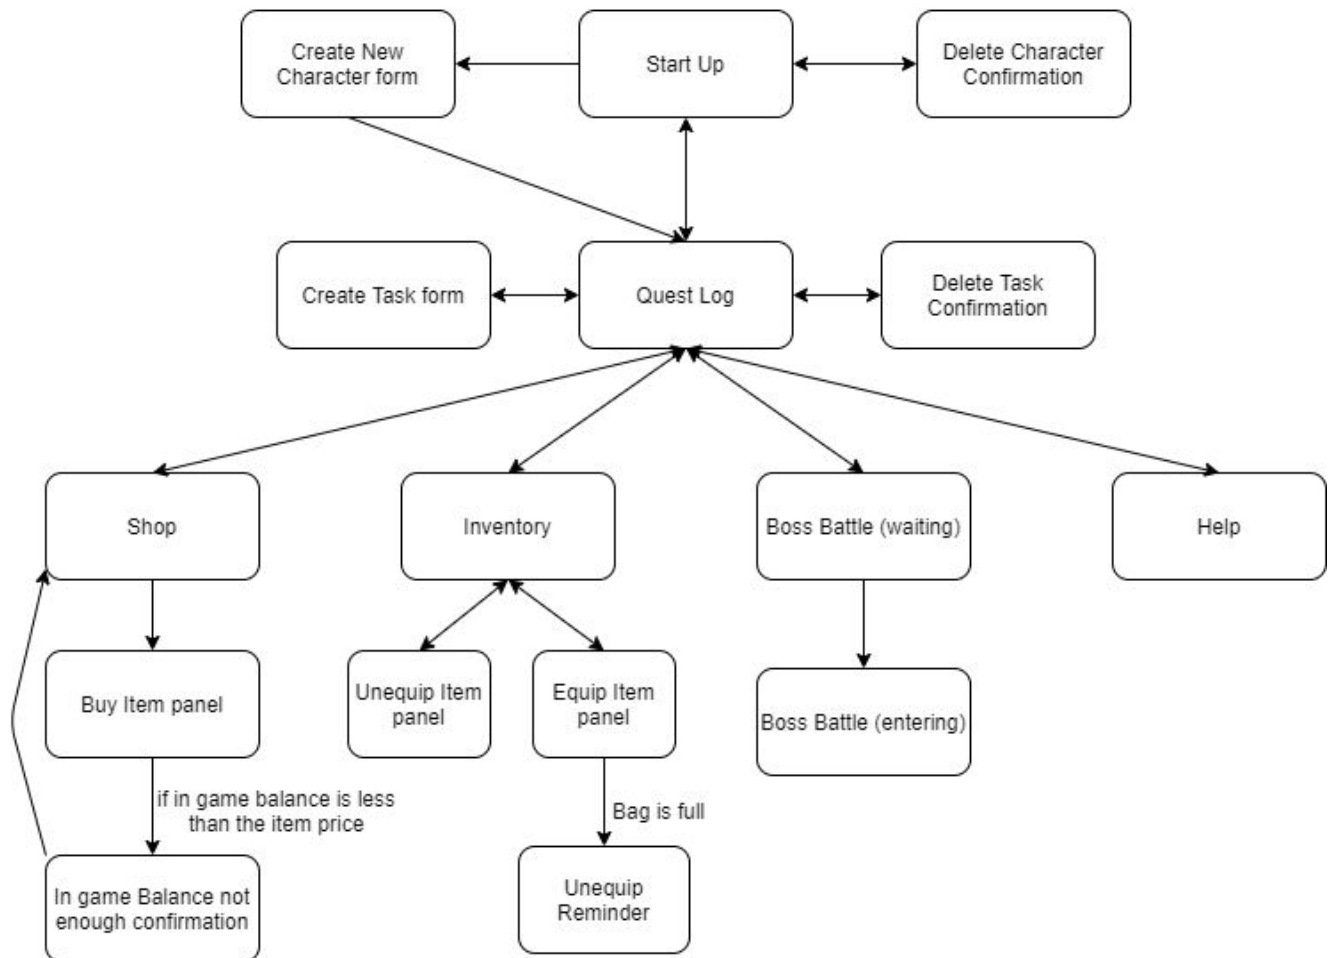 Create New
Character form
Start Up
Delete Character
Confirmation
Create Task form
Quest Log
Delete Task
Confirmation
Shop
Inventory
Boss Battle (waiting)
Help
Buy Item panel
Unequip Item
panel
Equip Item
panel
Boss Battle (entering)
if in game balance is less
than the item price
Bag is full
In game Balance not
enough confirmation
Unequip
Reminder